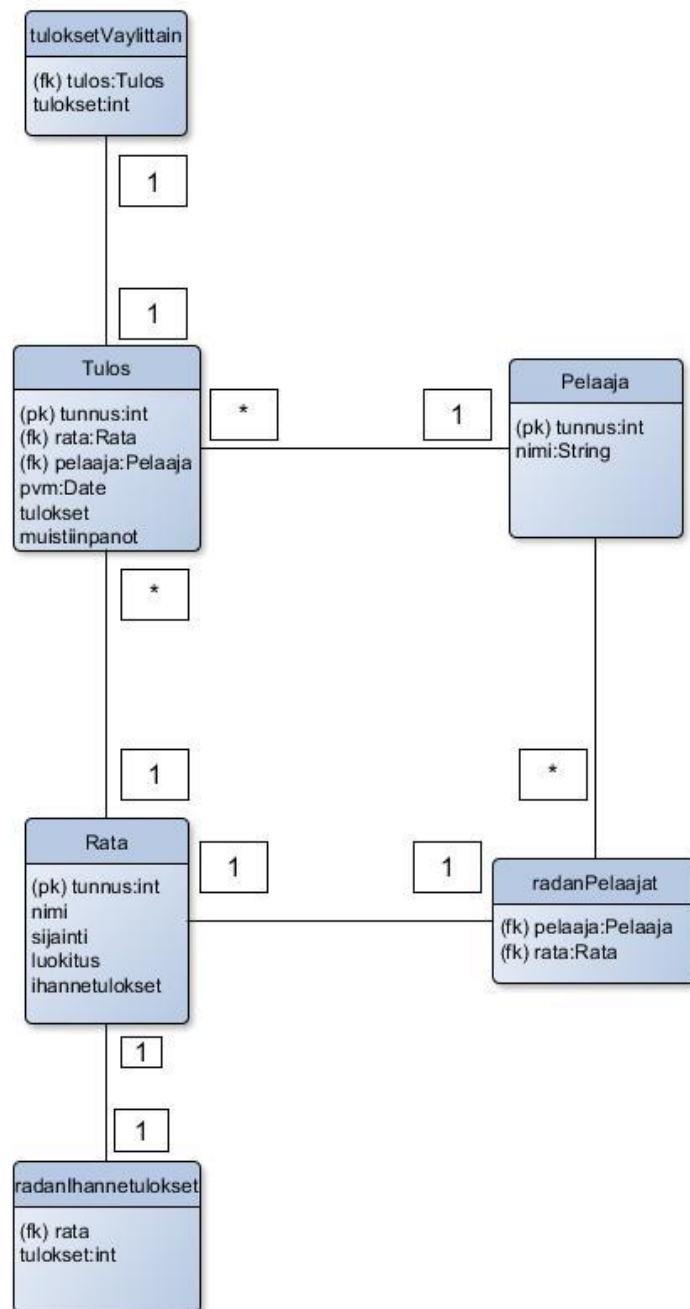 tuloksetVaylittain
(fk) tulos:Tulos
tulokset:int
1
1
Tulos
(pk) tunnus:int
(fk) rata:Rata
(fk) pelaaja:Pelaaja
pvm:Date
tulokset
muistiinpanot
*
1
Pelaaja
(pk) tunnus:int
nimi:String
*
1
*
Rata
(pk) tunnus:int
nimi
sijainti
luokitus
ihannetulokset
1
1
radanPelaajat
(fk) pelaaja:Pelaaja
(fk) rata:Rata
1
1
radanIhannetulokset
(fk) rata
tulokset:int